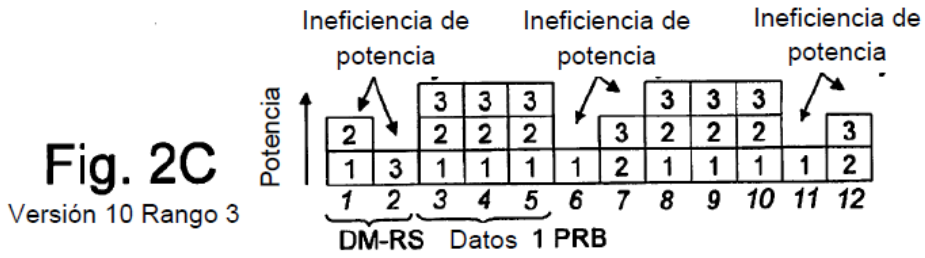 Ineficiencia de potencia
Ineficiencia de potencia
Ineficiencia de potencia
Potencia
3 3 3 3 3 3
2 2 2 2 3 2 2 2 3
1 3 1 1 1 1 2 1 1 1 1 2
1 2 3 4 5 6 7 8 9 10 11 12
DM-RS Datos 1 PRB
Fig. 2C
Versión 10 Rango 3